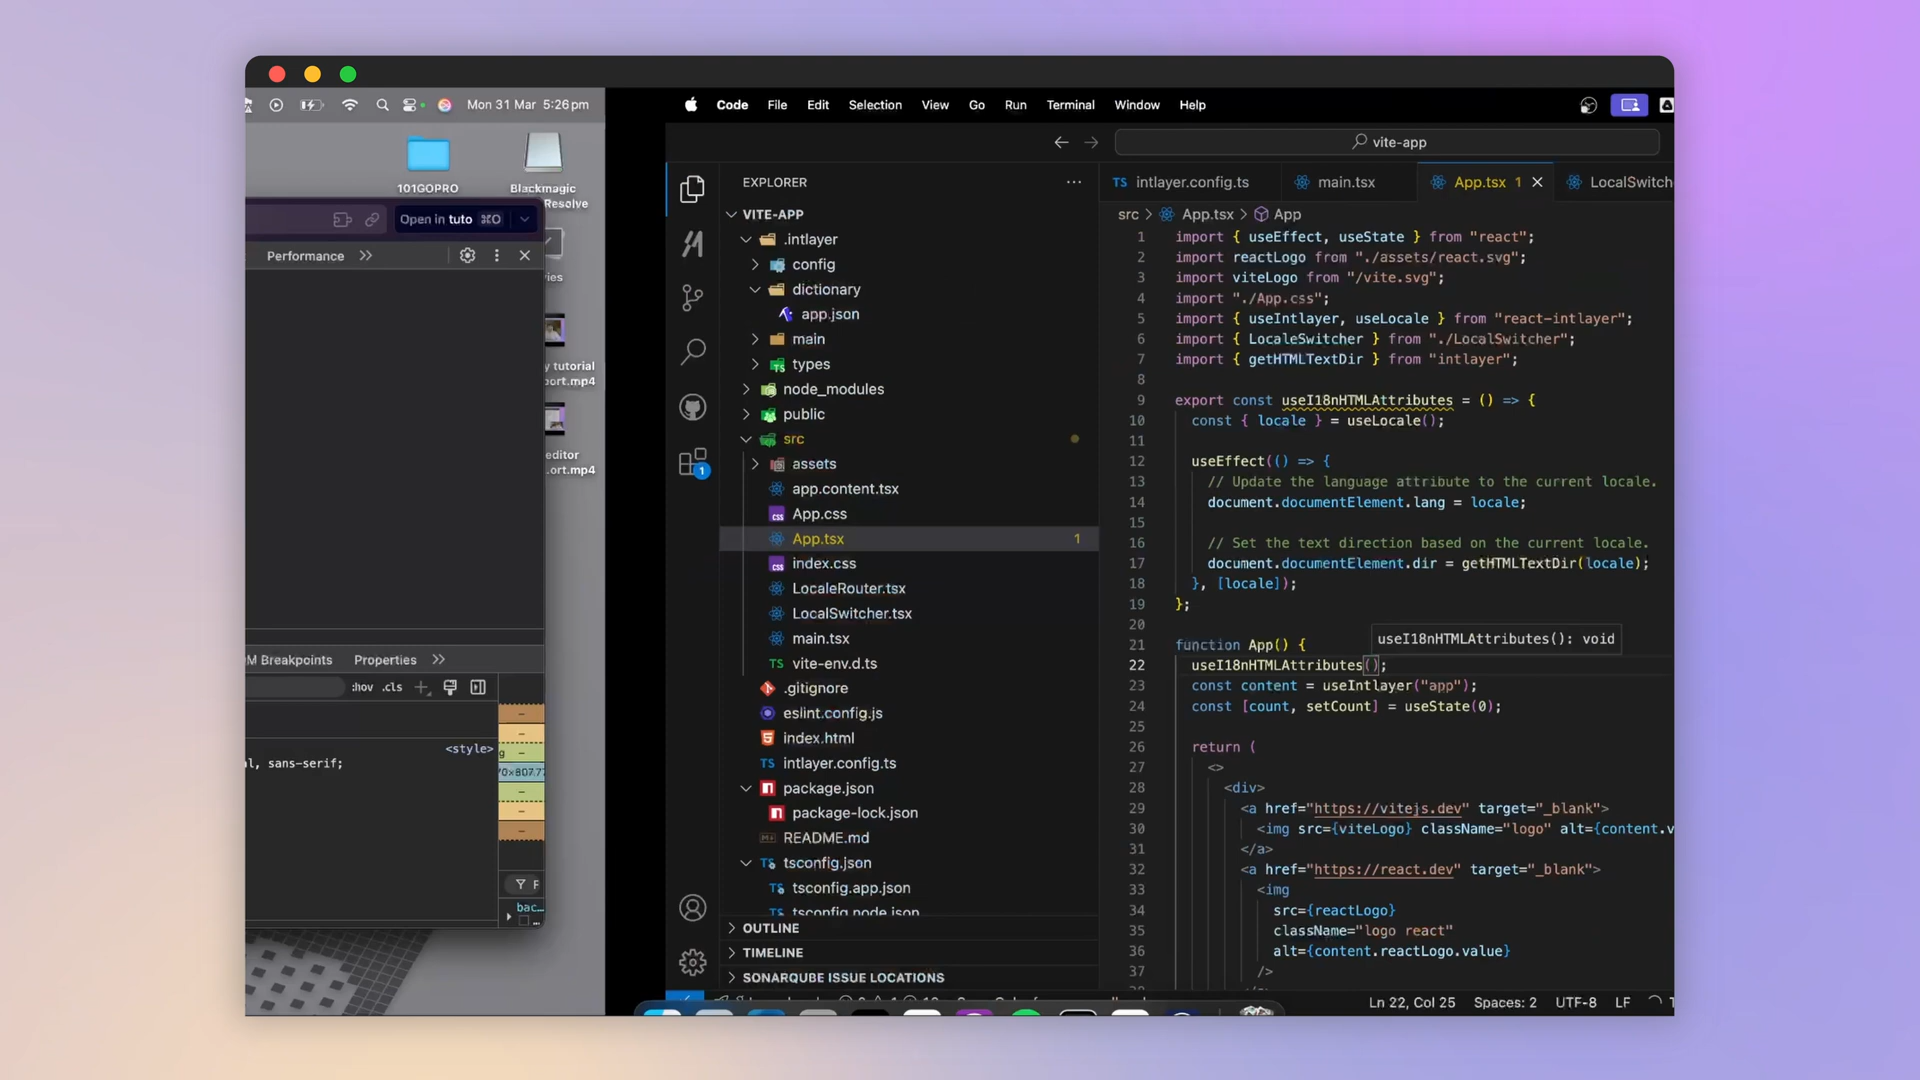 Mon 31 Mar 5:26pm
101GOPRO
Blackmagic
Resolve
Open in tuto ⌘O
Performance
Breakpoints
Properties
:hov .cls
<style>
sans-serif;
bac...
y tutorial
ort.mp4
editor
ort.mp4
Code File Edit Selection View Go Run Terminal Window Help
vite-app
EXPLORER
VITE-APP
.intlayer
config
dictionary
app.json
main
types
node_modules
public
src
assets
app.content.tsx
App.css
App.tsx 1
index.css
LocaleRouter.tsx
LocalSwitcher.tsx
main.tsx
vite-env.d.ts
.gitignore
eslint.config.js
index.html
intlayer.config.ts
package.json
package-lock.json
README.md
tsconfig.json
tsconfig.app.json
tsconfig.node.json
OUTLINE
TIMELINE
SONARQUBE ISSUE LOCATIONS
1
intlayer.config.ts main.tsx App.tsx 1 LocalSwitch
src > App.tsx > App
1 import { useEffect, useState } from "react";
2 import reactLogo from "./assets/react.svg";
3 import viteLogo from "/vite.svg";
4 import "./App.css";
5 import { useIntlayer, useLocale } from "react-intlayer";
6 import { LocaleSwitcher } from "./LocalSwitcher";
7 import { getHTMLTextDir } from "intlayer";
8
9 export const useI18nHTMLAttributes = () => {
10 const { locale } = useLocale();
11
12 useEffect(() => {
13 // Update the language attribute to the current locale.
14 document.documentElement.lang = locale;
15
16 // Set the text direction based on the current locale.
17 document.documentElement.dir = getHTMLTextDir(locale);
18 }, [locale]);
19 };
20
useI18nHTMLAttributes(): void
21 function App() {
22 useI18nHTMLAttributes();
23 const content = useIntlayer("app");
24 const [count, setCount] = useState(0);
25
26 return (
27 <>
28 <div>
29 <a href="https://vitejs.dev" target="_blank">
30 <img src={viteLogo} className="logo" alt={content.v
31 </a>
32 <a href="https://react.dev" target="_blank">
33 <img
34 src={reactLogo}
35 className="logo react"
36 alt={content.reactLogo.value}
37 />
Ln 22, Col 25 Spaces: 2 UTF-8 LF